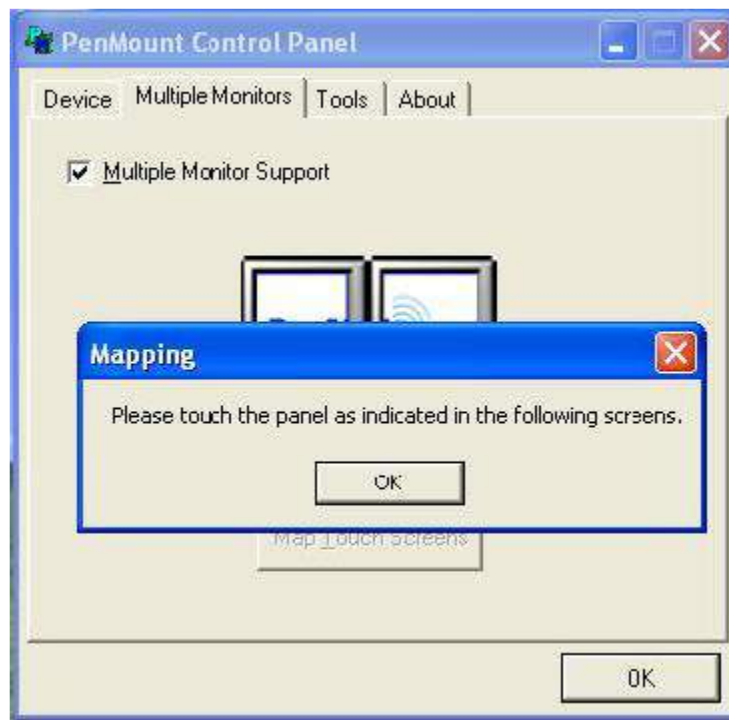 PenMount Control Panel
Device Multiple Monitors Tools About
Multiple Monitor Support
Mapping
Please touch the panel as indicated in the following screens.
OK
Map Touch Screens
OK